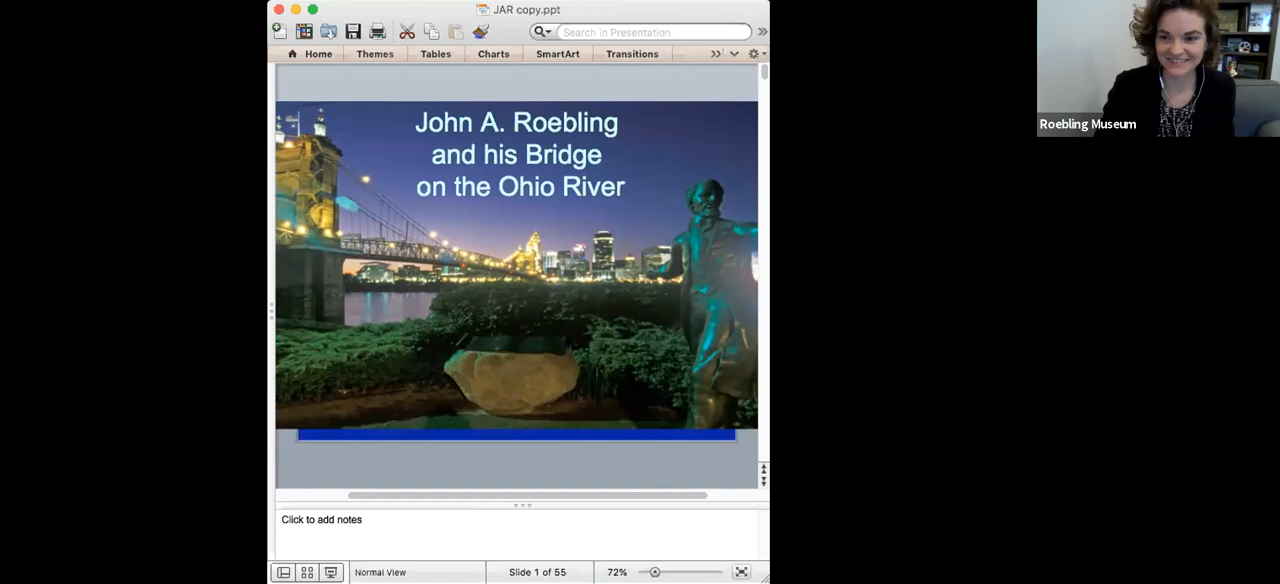 JAR copy.ppt
Search in Presentation
Home Themes Tables Charts SmartArt Transitions
John A. Roebling
and his Bridge
on the Ohio River
Roebling Museum
Click to add notes
Normal View Slide 1 of 55 72%